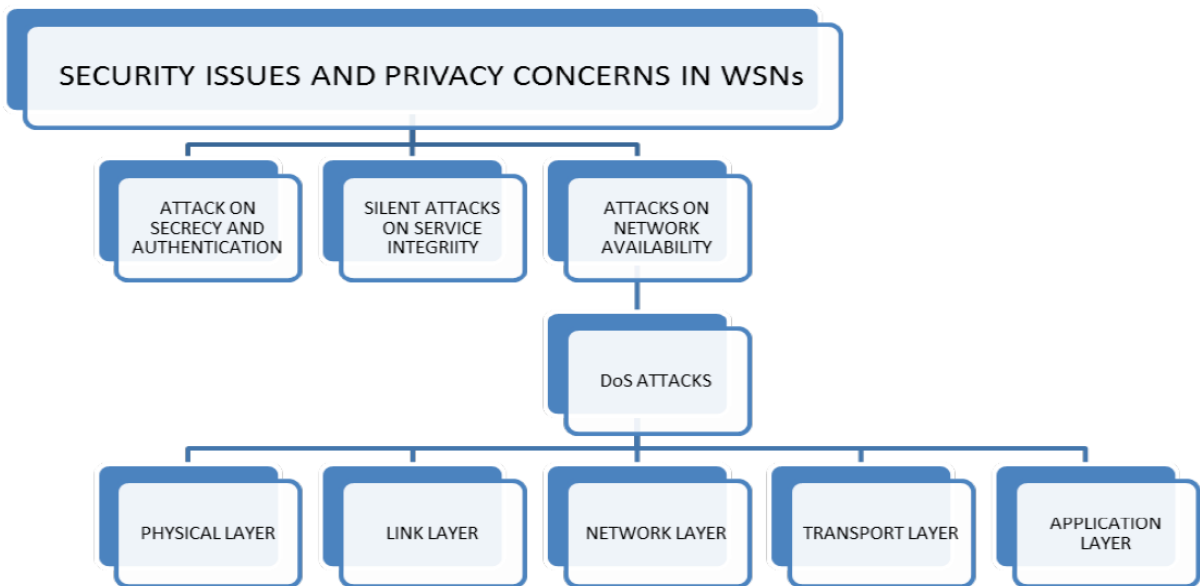 SECURITY ISSUES AND PRIVACY CONCERNS IN WSNs
ATTACK ON
SECRECY AND
AUTHENTICATION
SILENT ATTACKS
ON SERVICE
INTEGRIITY
ATTACKS ON
NETWORK
AVAILABILITY
DoS ATTACKS
PHYSICAL LAYER
LINK LAYER
NETWORK LAYER
TRANSPORT LAYER
APPLICATION
LAYER